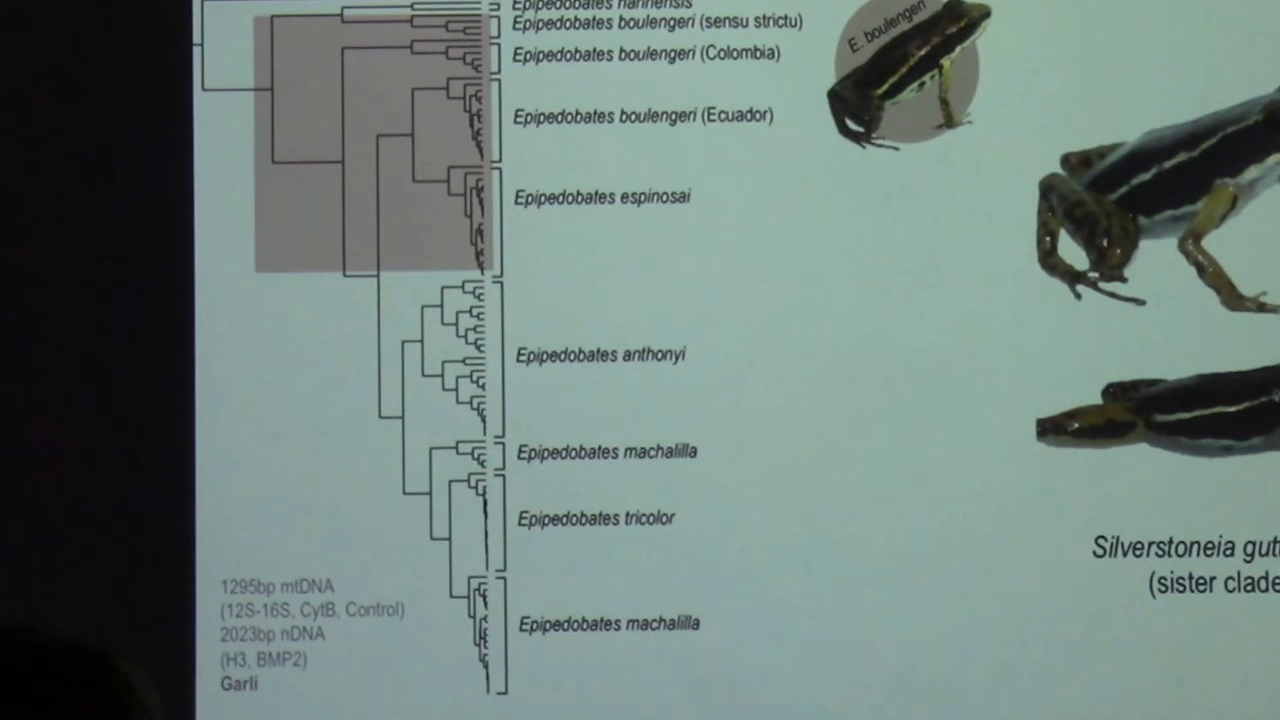 Epipedobates narinensis
Epipedobates boulengeri (sensu strictu)
Epipedobates boulengeri (Colombia)
E. boulengeri
Epipedobates boulengeri (Ecuador)
Epipedobates espinosai
Epipedobates anthonyi
Epipedobates machalilla
Epipedobates tricolor
Silverstoneia gut
(sister clade
Epipedobates machalilla
1295bp mtDNA
(12S-16S, CytB, Control)
2023bp nDNA
(H3, BMP2)
Garli